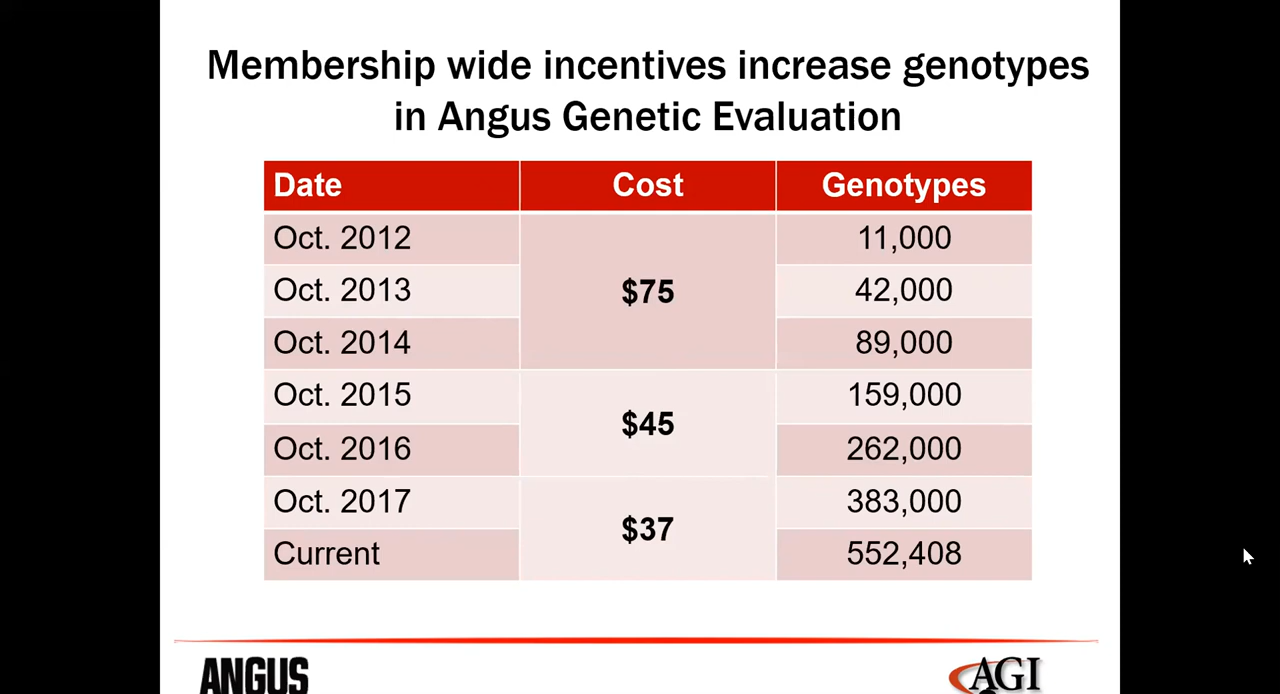 Membership wide incentives increase genotypes
in Angus Genetic Evaluation
Date Cost Genotypes
Oct. 2012 11,000
Oct. 2013 $75 42,000
Oct. 2014 89,000
Oct. 2015 159,000
$45
Oct. 2016 262,000
Oct. 2017 383,000
$37
Current 552,408
ANGUS AGI